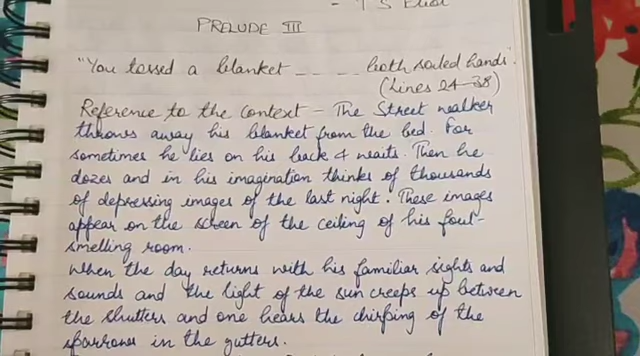 - T S Eliot
PRELUDE III
"You tossed a blanket _ _ _ _ both soiled hands".
(Lines 24-38)
Reference to the context - The Street walker
throws away his blanket from the bed. For
sometimes he lies on his back & waits. Then he
dozes and in his imagination thinks of thousands
of depressing images of the last night. These images
appear on the screen of the ceiling of his foul-
smelling room.
When the day returns with his familiar sights and
sounds and the light of the sun creeps up between
the shutters and one hears the chirping of the
sparrows in the gutters.